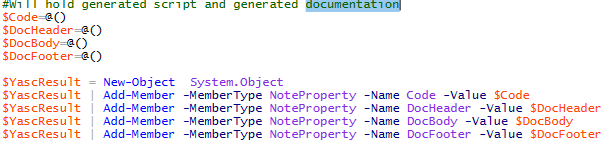 #Will hold generated script and generated documentation
$Code=@()
$DocHeader=@()
$DocBody=@()
$DocFooter=@()
$YascResult = New-Object  System.Object
$YascResult | Add-Member -MemberType NoteProperty -Name Code -Value $Code
$YascResult | Add-Member -MemberType NoteProperty -Name DocHeader -Value $DocHeader
$YascResult | Add-Member -MemberType NoteProperty -Name DocBody -Value $DocBody
$YascResult | Add-Member -MemberType NoteProperty -Name DocFooter -Value $DocFooter